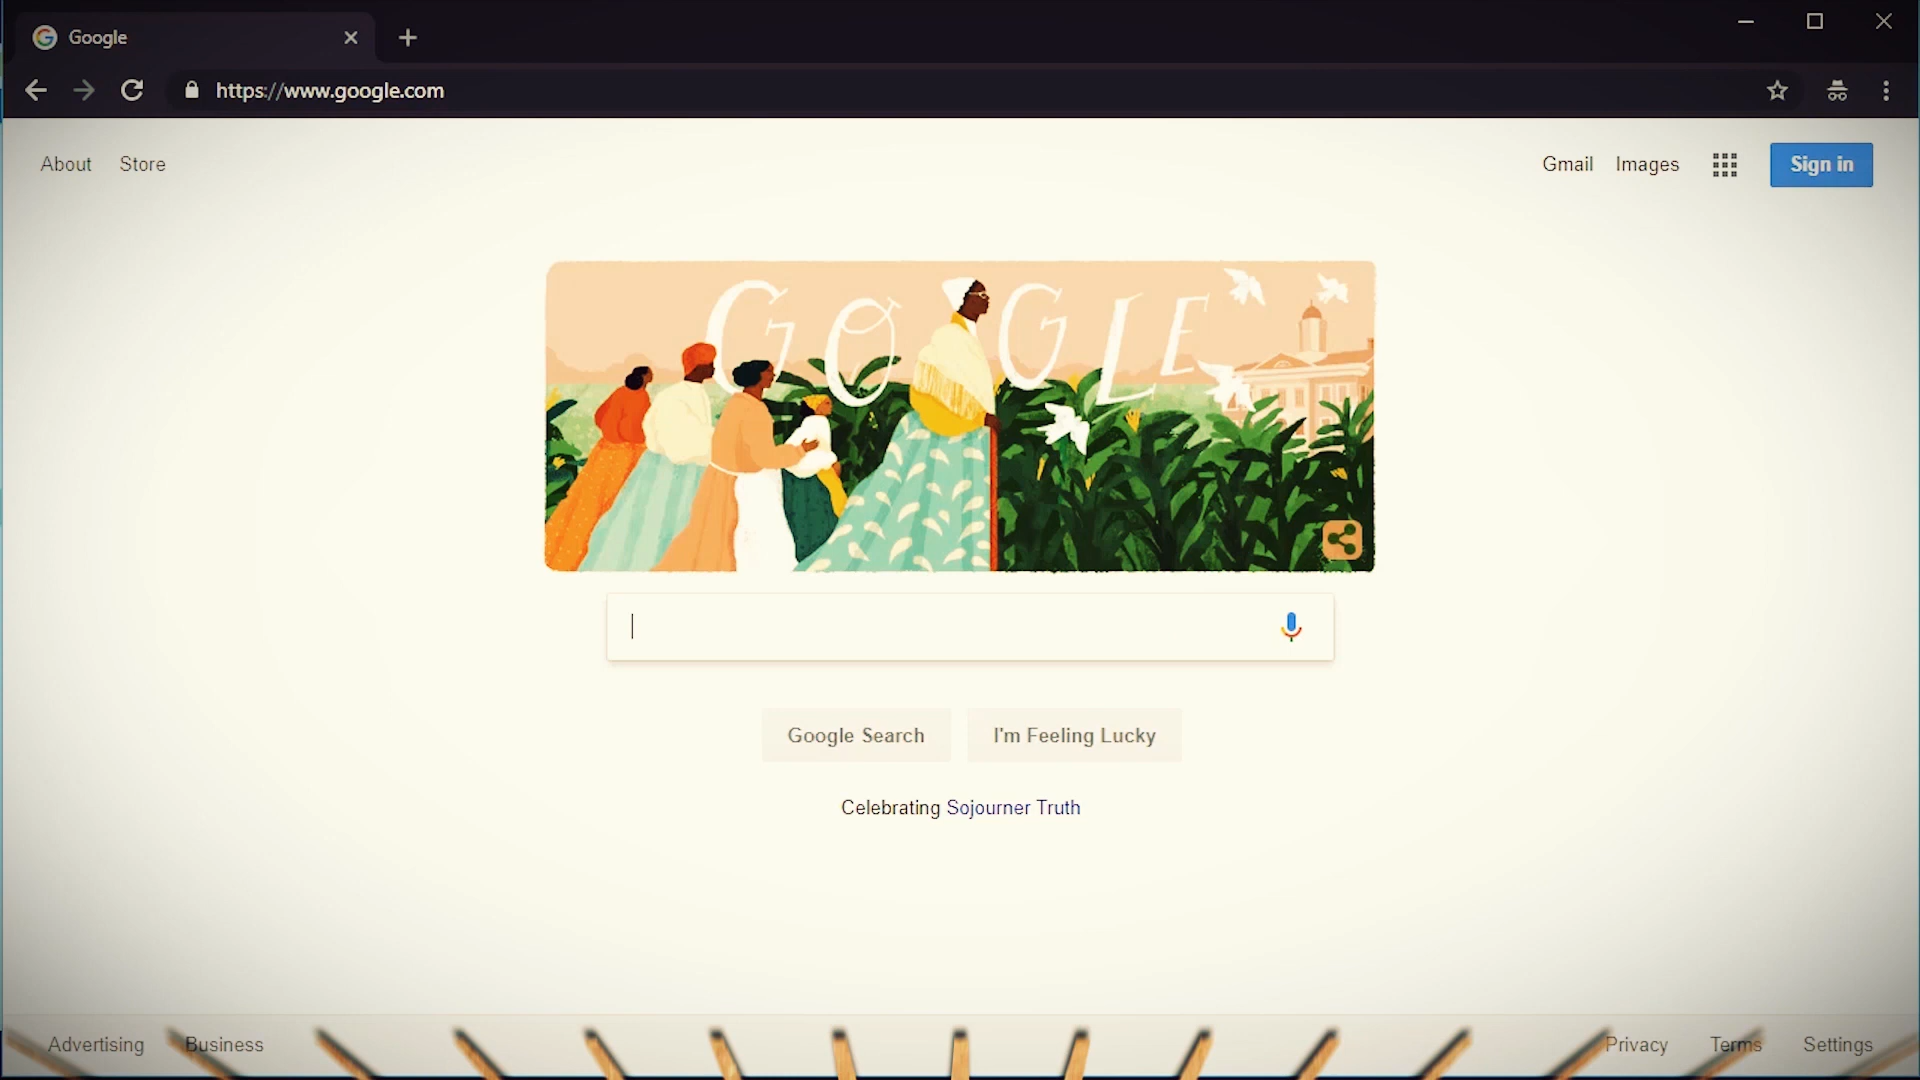 Google
https://www.google.com
About Store
Gmail Images Sign in
GOOGLE
Google Search I'm Feeling Lucky
Celebrating Sojourner Truth
Advertising Business
Privacy Terms Settings